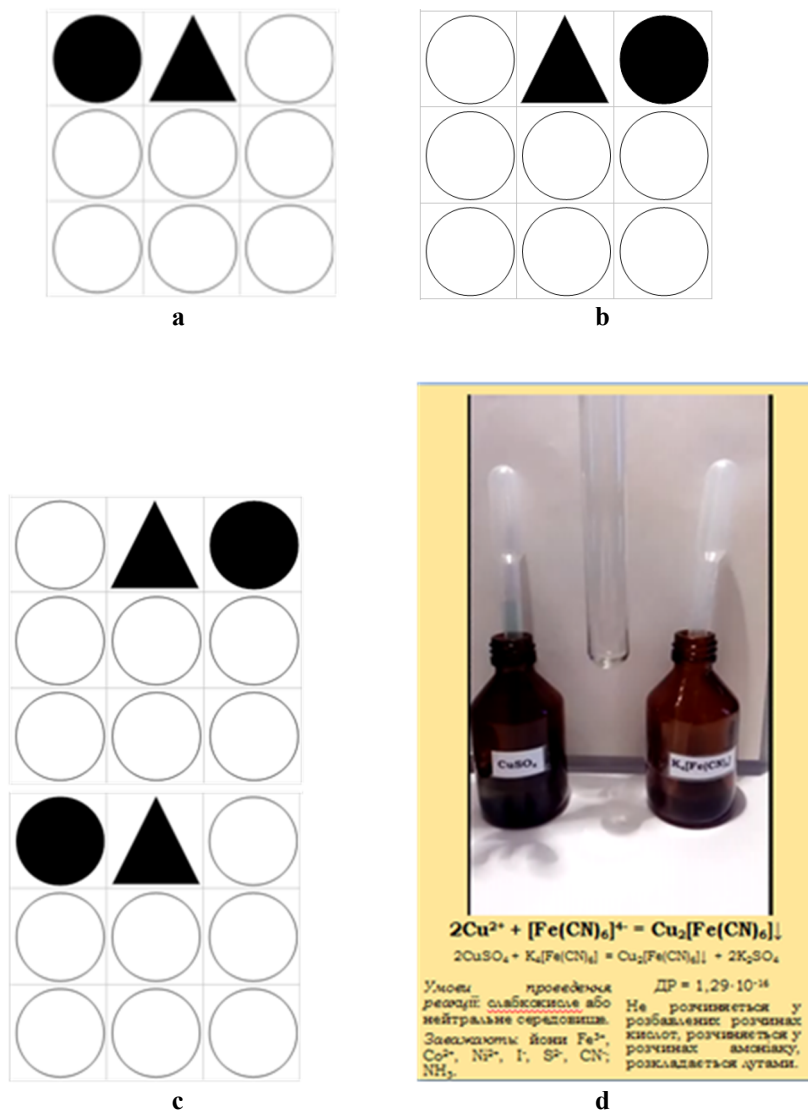 a
b
CuSO₄
K₄[Fe(CN)₆]
2Cu²⁺ + [Fe(CN)₆]⁴⁻ = Cu₂[Fe(CN)₆]↓
2CuSO₄ + K₄[Fe(CN)₆] = Cu₂[Fe(CN)₆]↓ + 2K₂SO₄
Умови проведення
реакції: слабкокисле або
нейтральне середовище.
Заважають йони Fe³⁺,
Co²⁺, Ni²⁺, I⁻, S²⁻, CN⁻;
NH₃.
ДР = 1,29·10⁻¹⁶
Не розчиняється у
розбавлених розчинах
кислот, розчиняється у
розчинах амоніаку,
розкладається лугами.
c
d